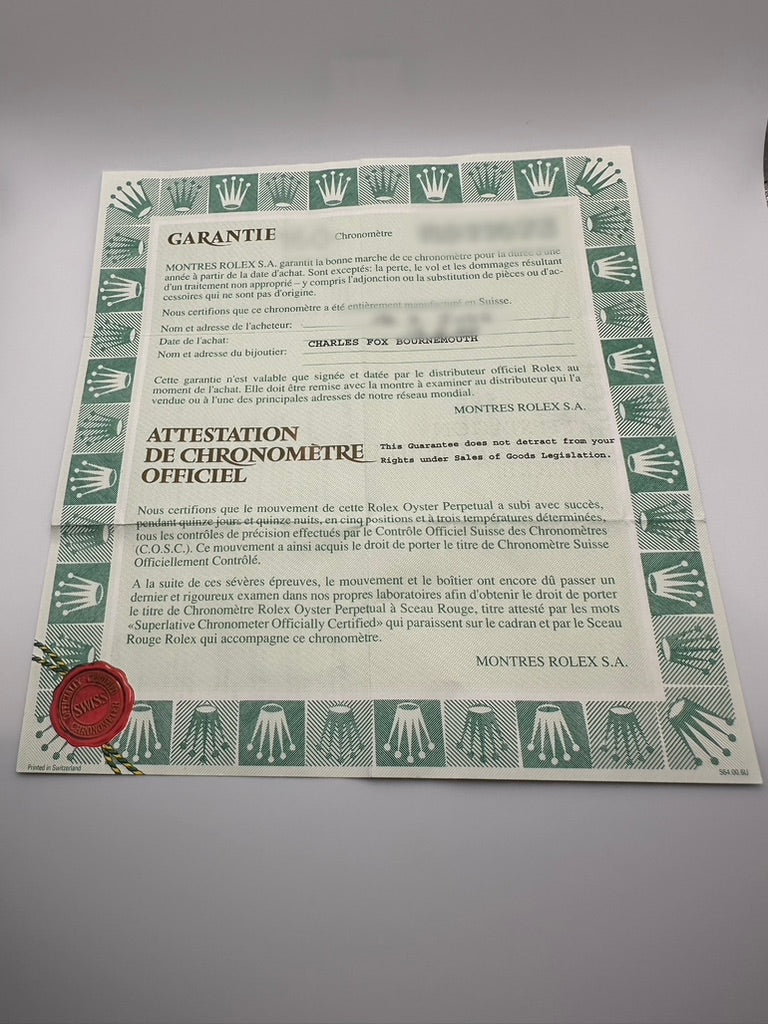 GARANTIE
Chronomètre
MONTRES ROLEX S.A. garantit la bonne marche de ce chronomètre pour la durée d'une
année à partir de la date d'achat. Sont exceptés: la perte, le vol et les dommages résultant
d'un traitement non approprié – y compris l'adjonction ou la substitution de pièces ou d'ac-
cessoires qui ne sont pas d'origine.
Nous certifions que ce chronomètre a été entièrement manufacturé en Suisse.
Nom et adresse de l'acheteur:
Date de l'achat:
Nom et adresse du bijoutier:
CHARLES FOX BOURNEMOUTH
Cette garantie n'est valable que signée et datée par le distributeur officiel Rolex au
moment de l'achat. Elle doit être remise avec la montre à examiner au distributeur qui l'a
vendue ou à l'une des principales adresses de notre réseau mondial.
MONTRES ROLEX S.A.
ATTESTATION
DE CHRONOMÈTRE
OFFICIEL
This Guarantee does not detract from your
Rights under Sales of Goods Legislation.
Nous certifions que le mouvement de cette Rolex Oyster Perpetual a subi avec succès,
pendant quinze jours et quinze nuits, en cinq positions et à trois températures déterminées,
tous les contrôles de précision effectués par le Contrôle Officiel Suisse des Chronomètres
(C.O.S.C.). Ce mouvement a ainsi acquis le droit de porter le titre de Chronomètre Suisse
Officiellement Contrôlé.
A la suite de ces sévères épreuves, le mouvement et le boîtier ont encore dû passer un
dernier et rigoureux examen dans nos propres laboratoires afin d'obtenir le droit de porter
le titre de Chronomètre Rolex Oyster Perpetual à Sceau Rouge, titre attesté par les mots
«Superlative Chronometer Officially Certified» qui paraissent sur le cadran et par le Sceau
Rouge Rolex qui accompagne ce chronomètre.
MONTRES ROLEX S.A.
OFFICIALLY
SWISS
CHRONOMETER
Printed in Switzerland
564.00.6U